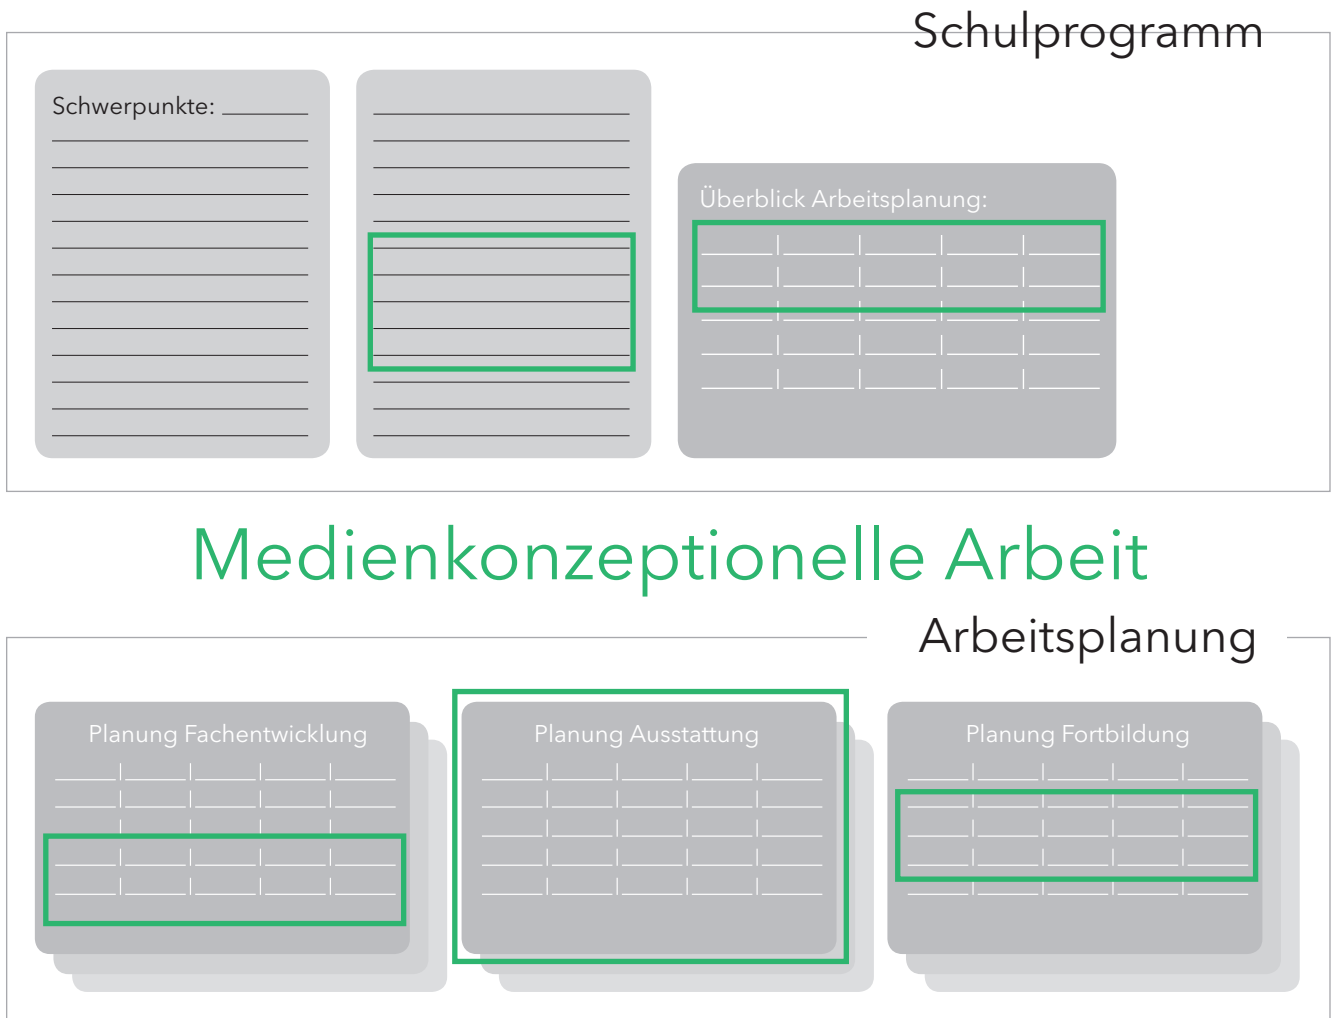 Schulprogramm
Schwerpunkte:
Überblick Arbeitsplanung:
Medienkonzeptionelle Arbeit
Arbeitsplanung
Planung Fachentwicklung
Planung Ausstattung
Planung Fortbildung